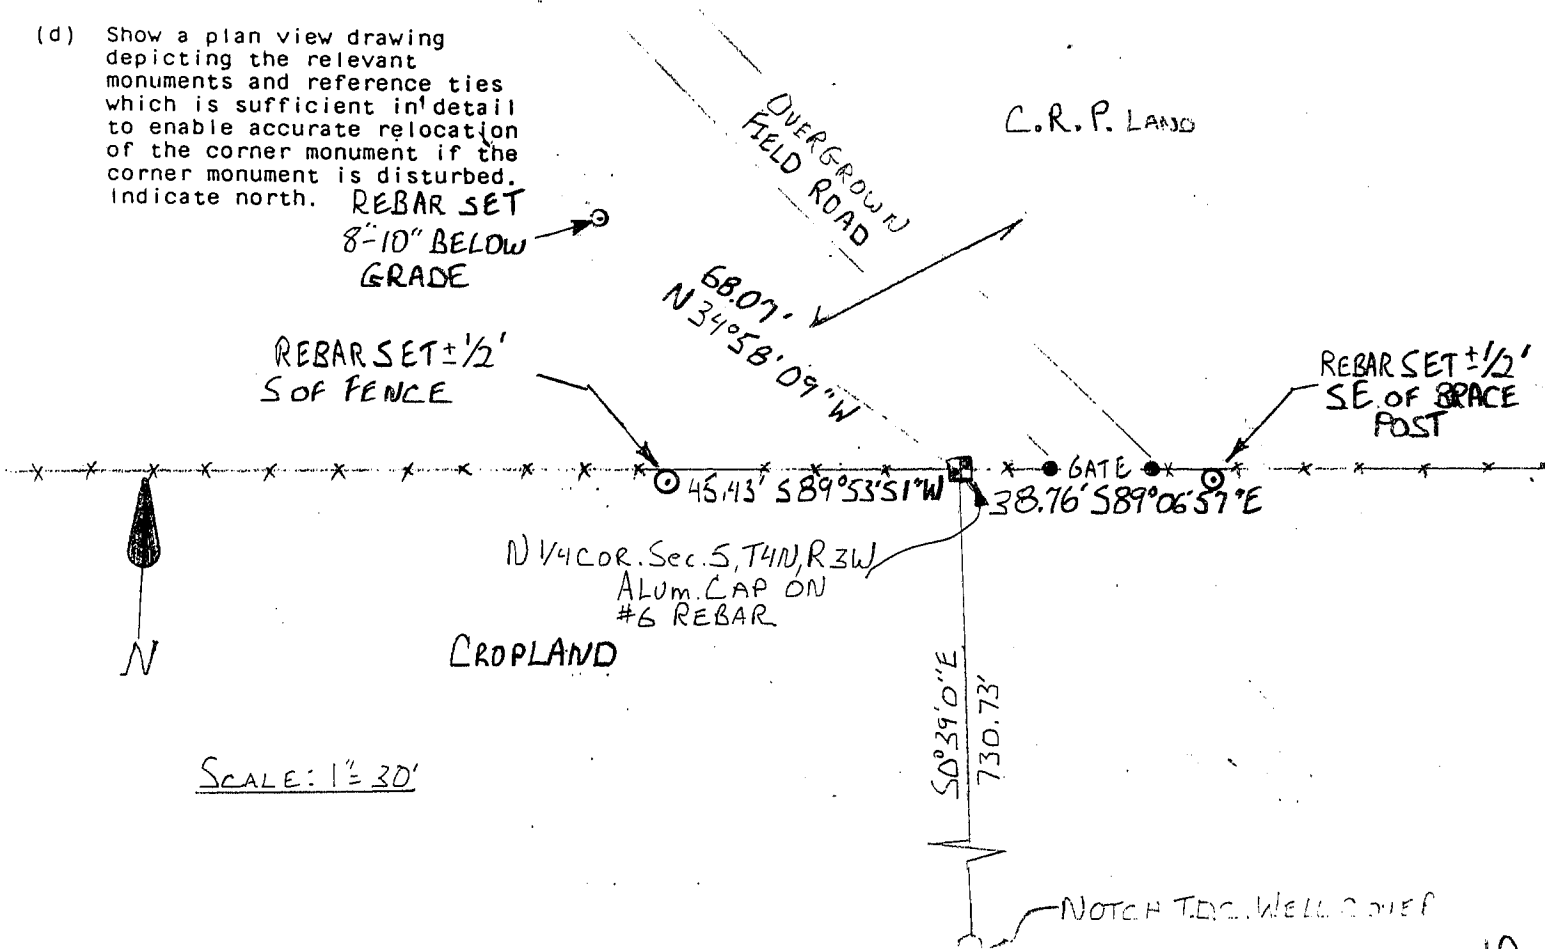 (d) Show a plan view drawing
depicting the relevant
monuments and reference ties
which is sufficient in detail
to enable accurate relocation
of the corner monument if the
corner monument is disturbed.
Indicate north.
REBAR SET
8"-10" BELOW
GRADE
OVERGROWN
FIELD ROAD
C.R.P. LAND
68.07'
N 34°58'09"W
REBAR SET ± 1/2'
S OF FENCE
REBAR SET ± 1/2'
S.E. OF BRACE
POST
GATE
45.43' S89°53'51"W
38.76' S89°06'57"E
N 1/4 COR. Sec. 5, T4N, R3W
ALUM. CAP ON
#6 REBAR
N
CROPLAND
S0°39'0"E
730.73'
SCALE: 1"= 30'
NOTCH WELL